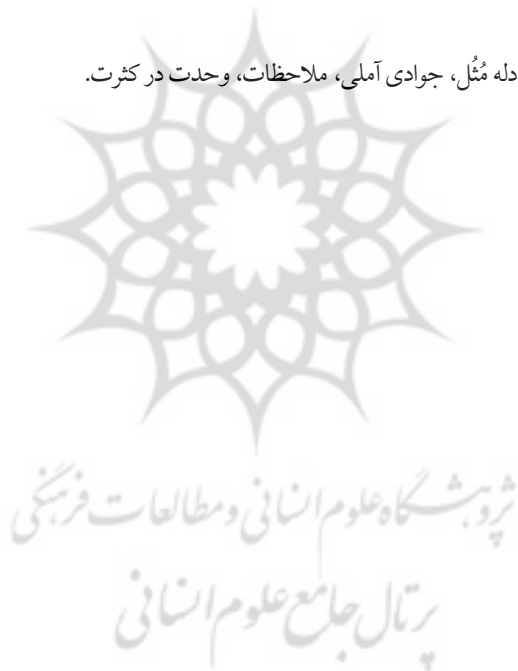 دله مُثُل، جوادی آملی، ملاحظات، وحدت در کثرت.
پژوهشگاه علوم انسانی و مطالعات فرهنگی
پرتال جامع علوم انسانی